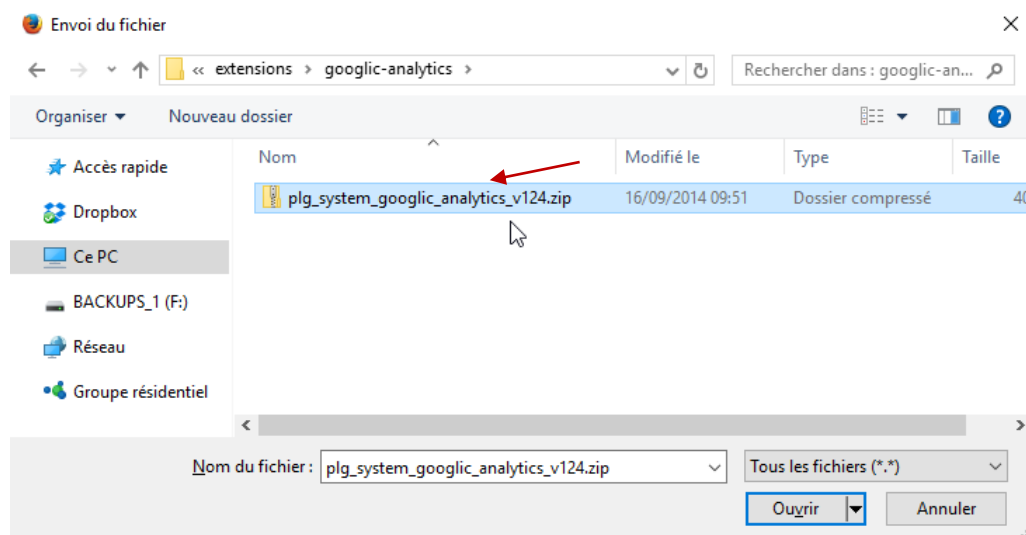 Envoi du fichier
« extensions > googlic-analytics >
Rechercher dans : googlic-an...
Organiser
Nouveau dossier
Nom
Modifié le
Type
Taille
Accès rapide
plg_system_googlic_analytics_v124.zip
16/09/2014 09:51
Dossier compressé
40
Dropbox
Ce PC
BACKUPS_1 (F:)
Réseau
Groupe résidentiel
Nom du fichier :
plg_system_googlic_analytics_v124.zip
Tous les fichiers (*.*)
Ouvrir
Annuler